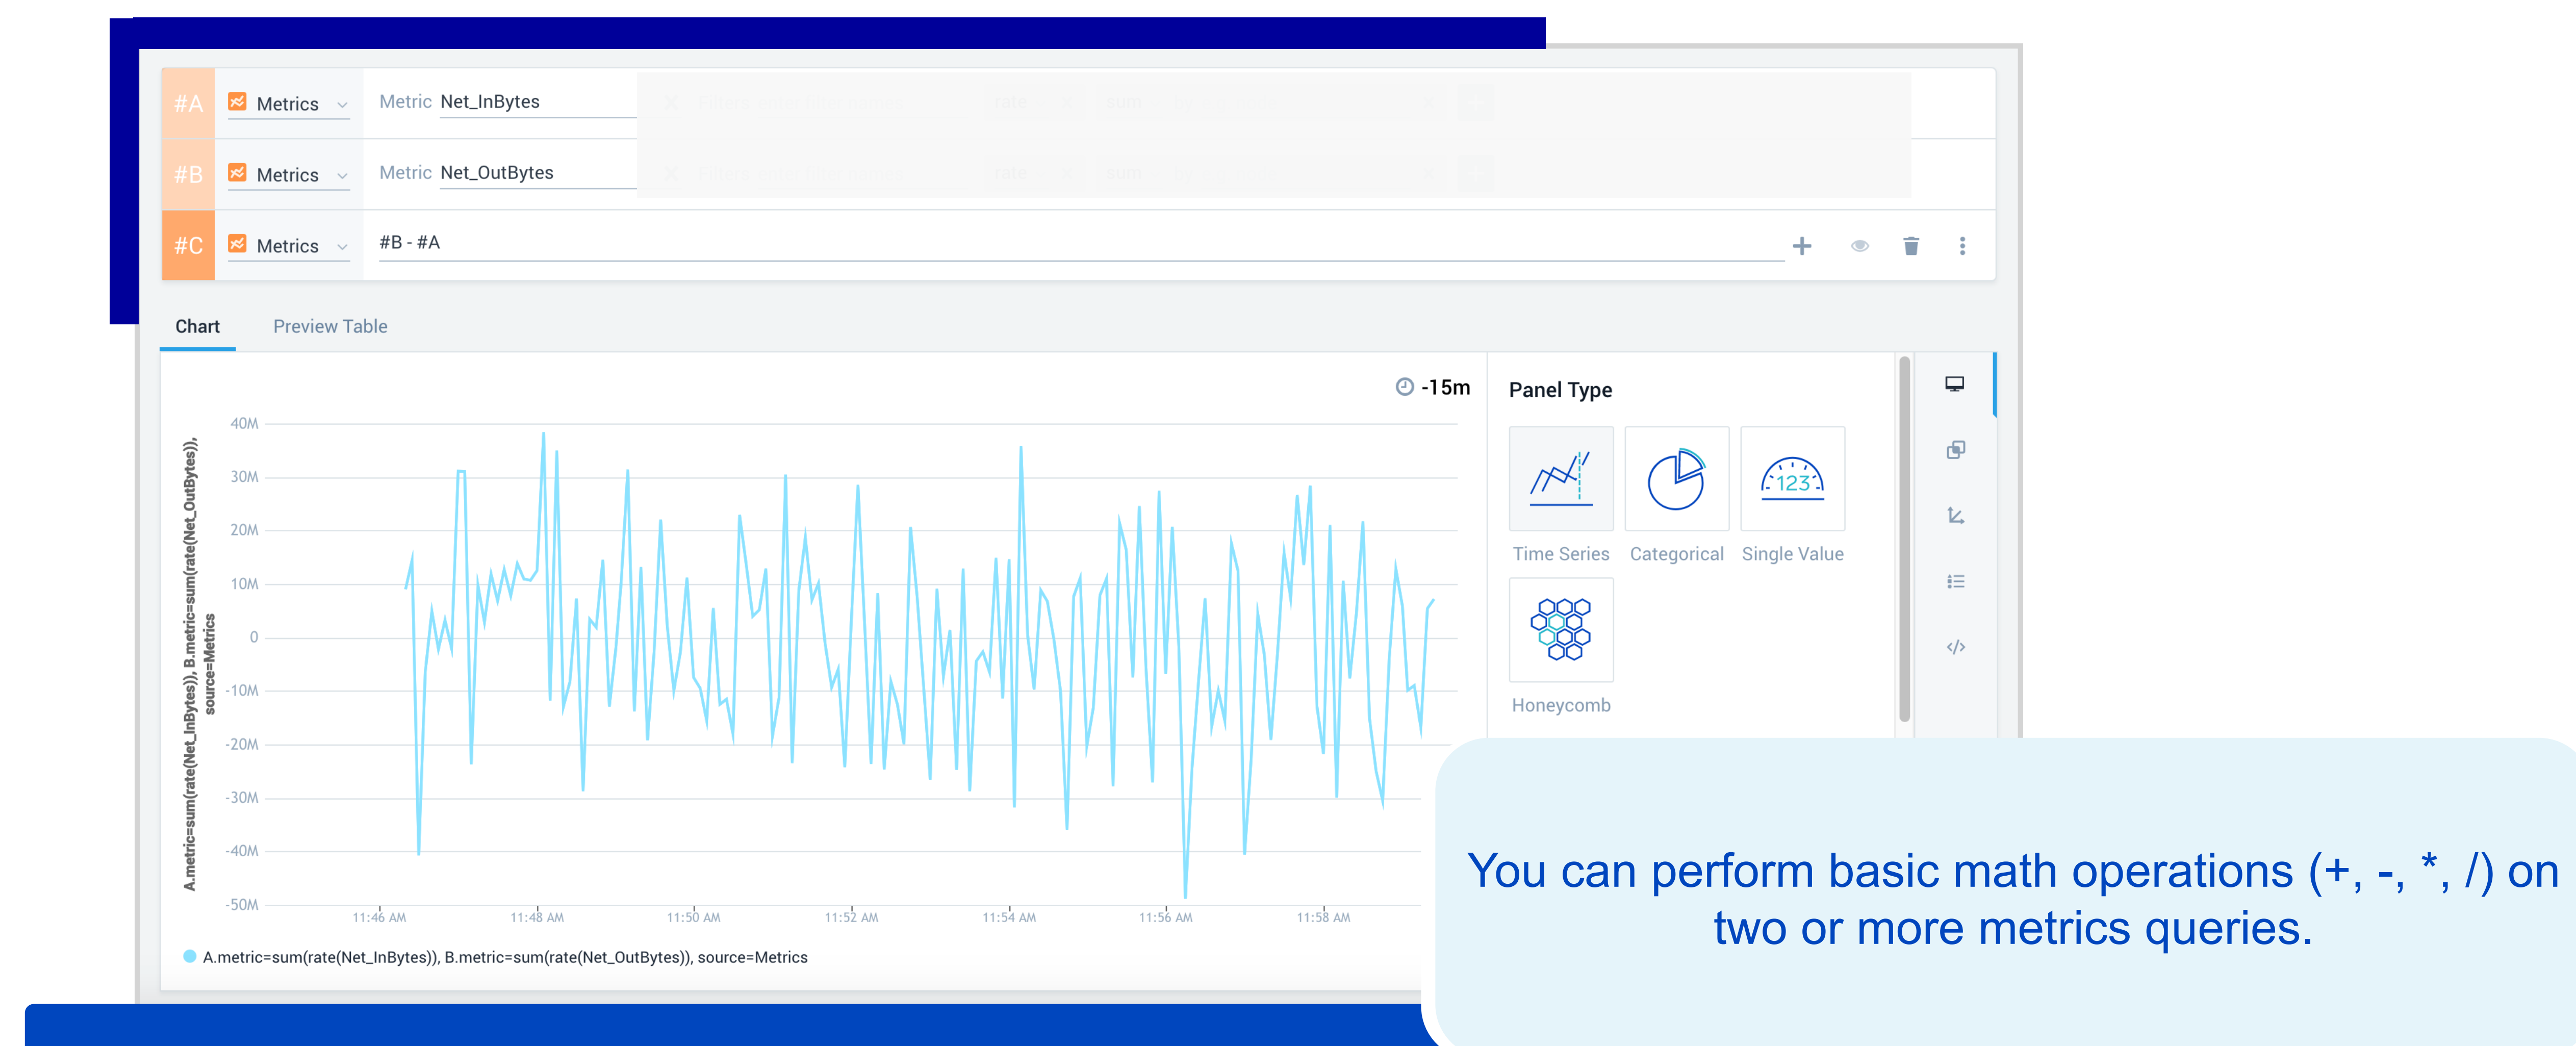 #A Metrics Metric Net_InBytes
#B Metrics Metric Net_OutBytes
#C Metrics #B - #A
Chart Preview Table
-15m
A.metric=sum(rate(Net_InBytes)), B.metric=sum(rate(Net_OutBytes)),
source=Metrics
40M
30M
20M
10M
0
-10M
-20M
-30M
-40M
-50M
11:46 AM 11:48 AM 11:50 AM 11:52 AM 11:54 AM 11:56 AM 11:58 AM
A.metric=sum(rate(Net_InBytes)), B.metric=sum(rate(Net_OutBytes)), source=Metrics
Panel Type
123
Time Series Categorical Single Value
Honeycomb
You can perform basic math operations (+, -, *, /) on
two or more metrics queries.